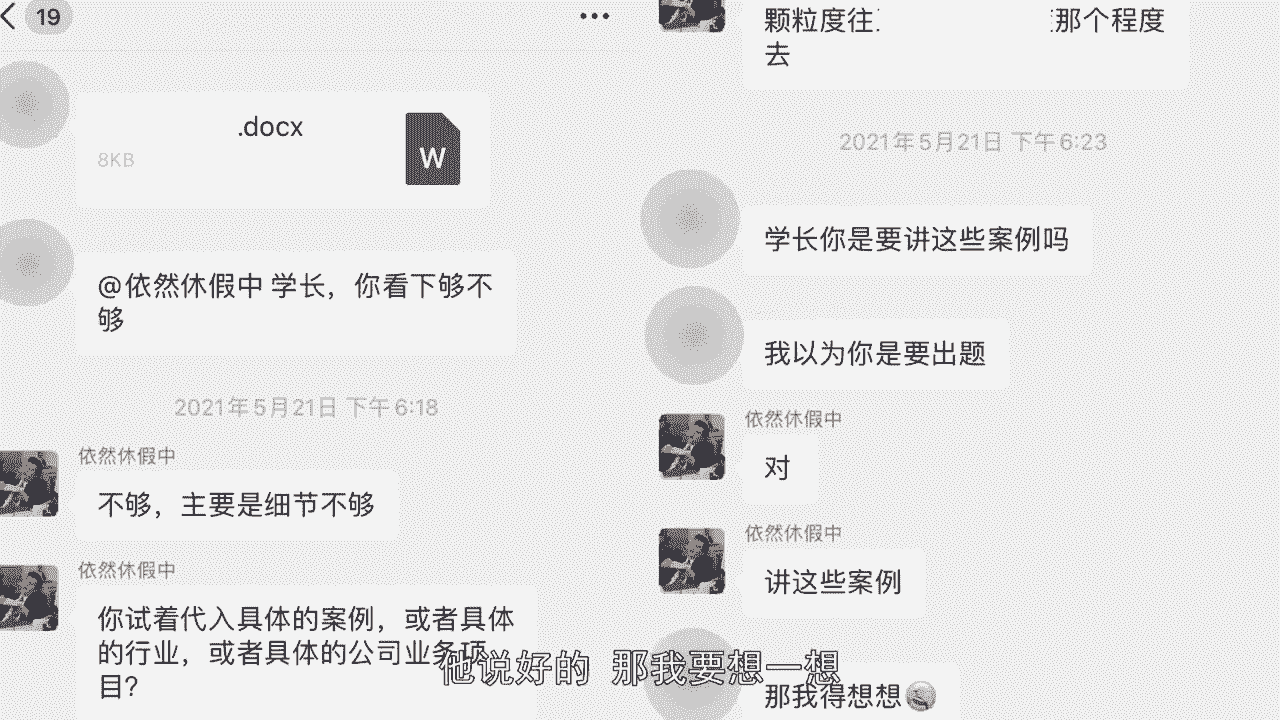 19
.docx
8KB
W
@依然休假中 学长，你看下够不
够
2021年5月21日 下午6:18
依然休假中
不够，主要是细节不够
依然休假中
你试着代入具体的案例，或者具体
的行业，或者具体的公司业务项
目？
颗粒度往
那个程度
去
2021年5月21日 下午6:23
学长你是要讲这些案例吗
我以为你是要出题
依然休假中
对
依然休假中
讲这些案例
那我得想想
他说好的 那我要想一想